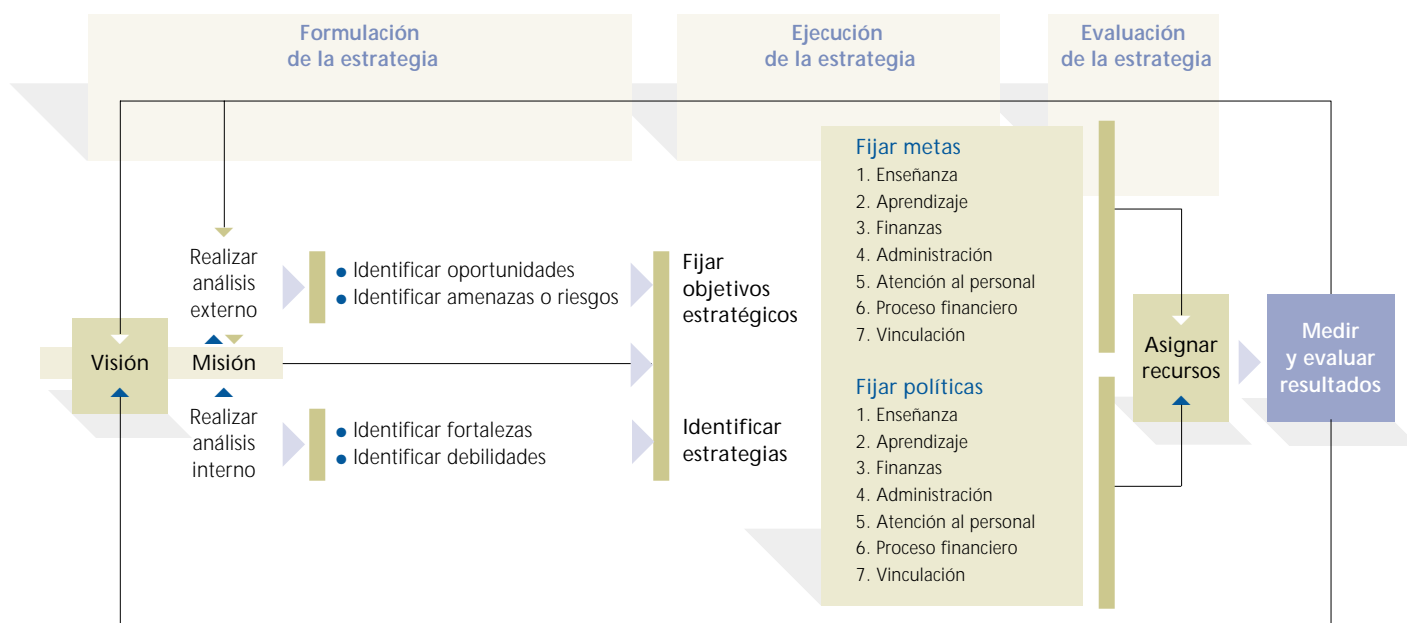 Formulación
de la estrategia
Ejecución
de la estrategia
Evaluación
de la estrategia
Visión
Realizar
análisis
externo
Misión
Realizar
análisis
interno
Identificar oportunidades
Identificar amenazas o riesgos
Identificar fortalezas
Identificar debilidades
Fijar
objetivos
estratégicos
Identificar
estrategias
Fijar metas
1. Enseñanza
2. Aprendizaje
3. Finanzas
4. Administración
5. Atención al personal
6. Proceso financiero
7. Vinculación
Fijar políticas
1. Enseñanza
2. Aprendizaje
3. Finanzas
4. Administración
5. Atención al personal
6. Proceso financiero
7. Vinculación
Asignar
recursos
Medir
y evaluar
resultados